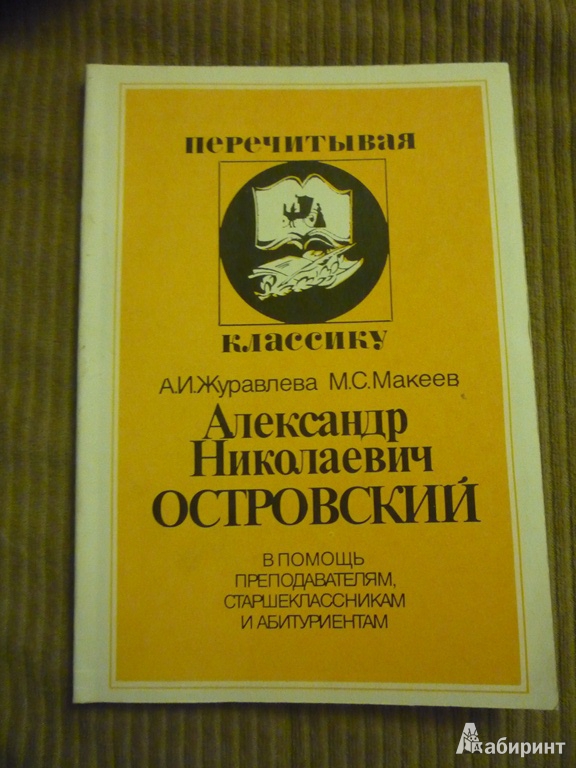 перечитывая
классику
А.И.Журавлева М.С.Макеев
Александр
Николаевич
ОСТРОВСКИЙ
В ПОМОЩЬ
ПРЕПОДАВАТЕЛЯМ,
СТАРШЕКЛАССНИКАМ
И АБИТУРИЕНТАМ
Лабиринт